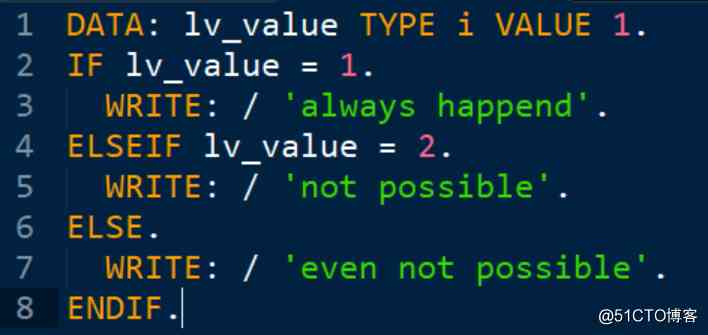 1 DATA: lv_value TYPE i VALUE 1.
2 IF lv_value = 1.
3 WRITE: / 'always happend'.
4 ELSEIF lv_value = 2.
5 WRITE: / 'not possible'.
6 ELSE.
7 WRITE: / 'even not possible'.
8 ENDIF.
@51CTO博客